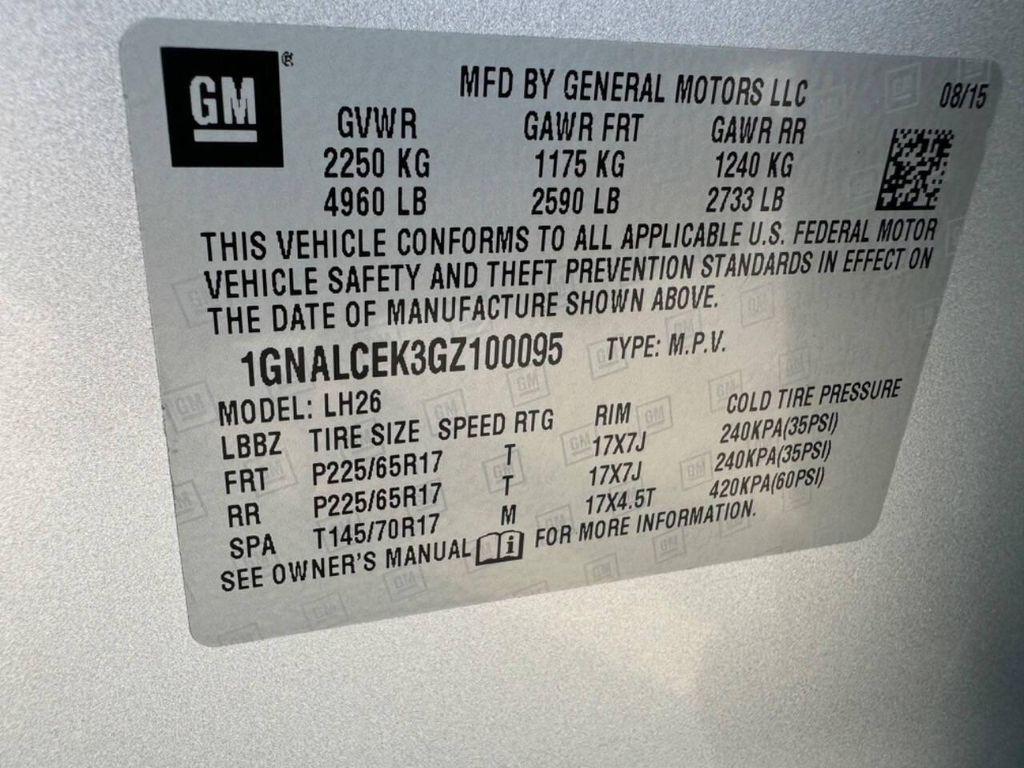 GM ®
MFD BY GENERAL MOTORS LLC 08/15
GVWR GAWR FRT GAWR RR
2250 KG 1175 KG 1240 KG
4960 LB 2590 LB 2733 LB
THIS VEHICLE CONFORMS TO ALL APPLICABLE U.S. FEDERAL MOTOR
VEHICLE SAFETY AND THEFT PREVENTION STANDARDS IN EFFECT ON
THE DATE OF MANUFACTURE SHOWN ABOVE.
1GNALCEK3GZ100095 TYPE: M.P.V.
MODEL: LH26
LBBZ TIRE SIZE SPEED RTG RIM COLD TIRE PRESSURE
FRT P225/65R17 T 17X7J 240KPA(35PSI)
RR P225/65R17 T 17X7J 240KPA(35PSI)
SPA T145/70R17 M 17X4.5T 420KPA(60PSI)
SEE OWNER'S MANUAL i FOR MORE INFORMATION.